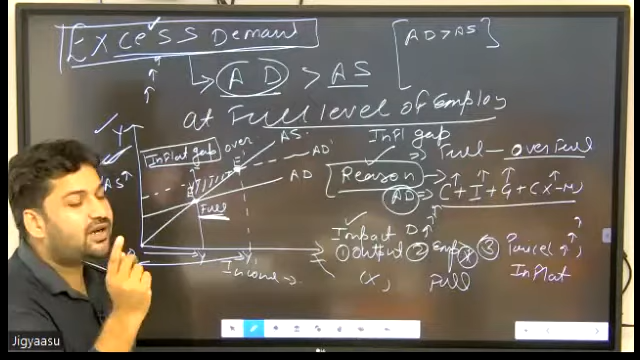 Excess Demand
[AD > AS]
AD > AS
at Full level of Employ
Inflat gap
over
AS
AD'
AD
Full
Y
AS↑
E
Y
Y'
Income →
Infl gap
Full — over Full
Reason →
AD = C + I + G + (X-M)
Impact D↑
① Output ② Emp (X) ③
(X), Full Inflat
Jigyaasu